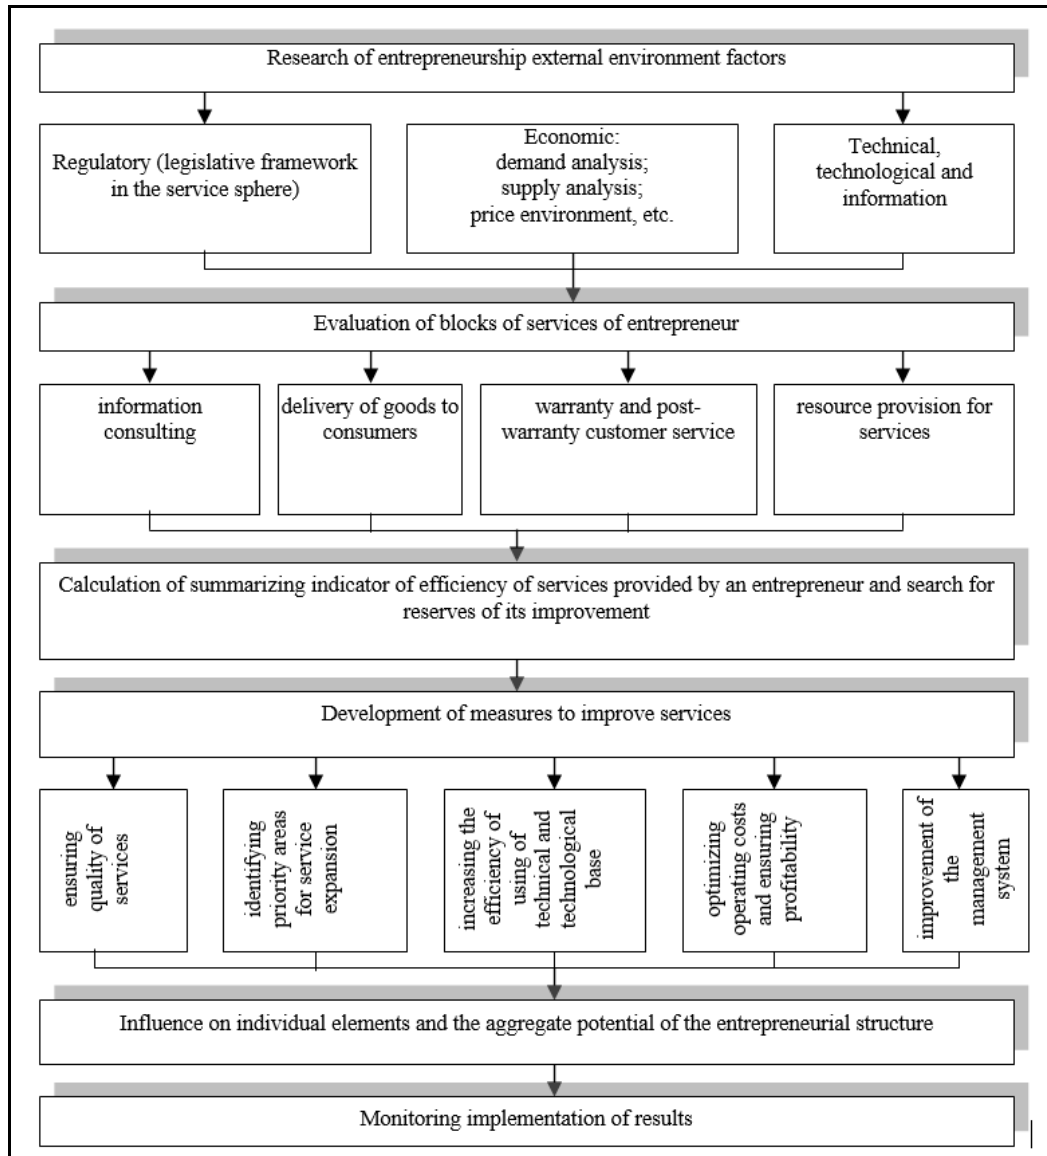 Research of entrepreneurship external environment factors
Regulatory (legislative framework
in the service sphere)
Economic:
demand analysis;
supply analysis;
price environment, etc.
Technical,
technological and
information
Evaluation of blocks of services of entrepreneur
information
consulting
delivery of goods to
consumers
warranty and post-
warranty customer service
resource provision for
services
Calculation of summarizing indicator of efficiency of services provided by an entrepreneur and search for
reserves of its improvement
Development of measures to improve services
ensuring
quality of
services
identifying
priority areas
for service
expansion
increasing the
efficiency of
using of
technical and
technological
base
optimizing
operating costs
and ensuring
profitability
improvement of
the
management
system
Influence on individual elements and the aggregate potential of the entrepreneurial structure
Monitoring implementation of results